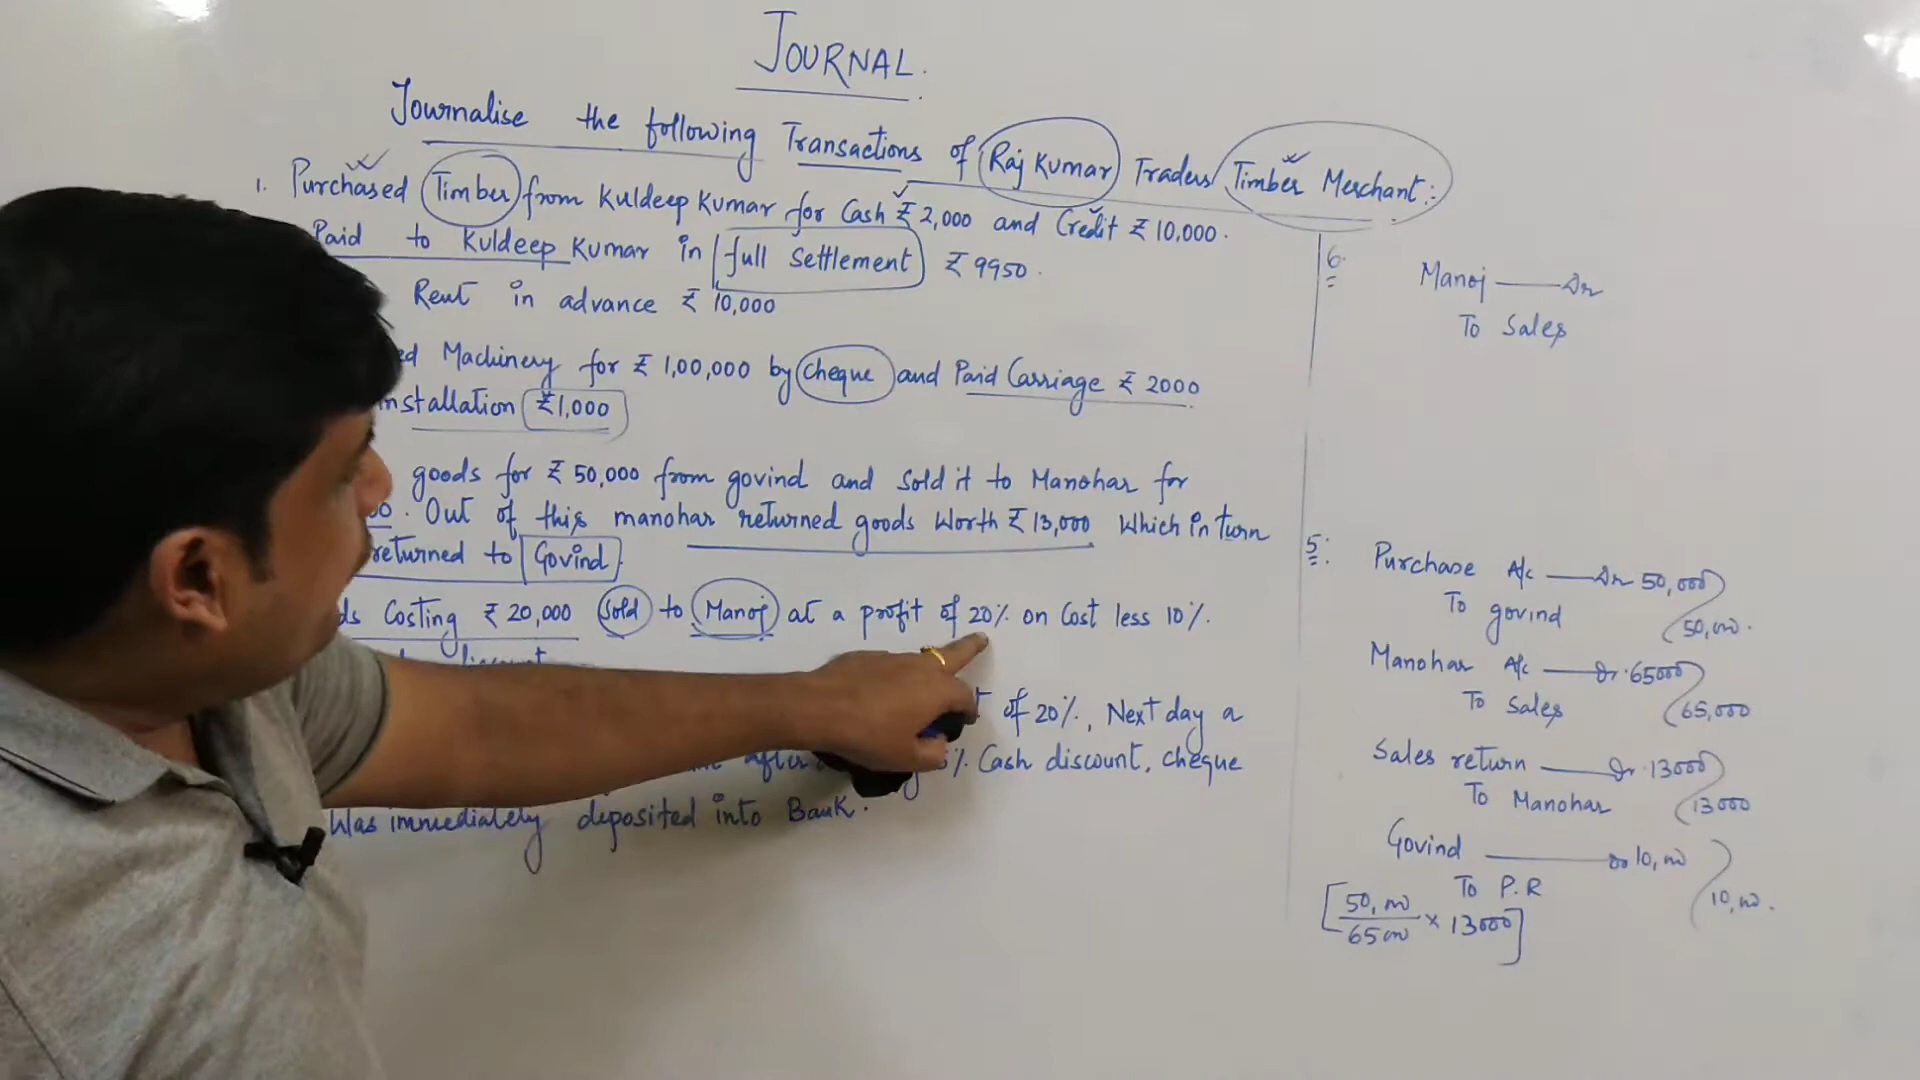 JOURNAL.
Journalise the following Transactions of Raj Kumar Traders/Timber Merchant:-
1. Purchased Timber from Kuldeep Kumar for Cash ₹ 2,000 and Credit ₹ 10,000.
Paid to Kuldeep Kumar in full Settlement ₹ 9950.
Rent in advance ₹ 10,000
Machinery for ₹ 1,00,000 by cheque and Paid Carriage ₹ 2000
nstallation ₹1,000
goods for ₹ 50,000 from govind and Sold it to Manohar for
Out of this manohar returned goods Worth ₹ 13,000 Which in turn
returned to Govind
ds Costing ₹ 20,000 Sold to Manoj at a profit of 20% on Cost less 10%.
of 20%, Next day a
after % Cash discount, cheque
Was immediately deposited into Bank.
6.
Manoj —— Dr
To Sales
5:
Purchase A/c —— Dr 50,000
To govind 50,000.
Manohar A/c —— Dr. 65000
To Sales 65,000
Sales return —— Dr. 13000
To Manohar 13000
Govind —— Dr 10,000
To P.R 10,000.
[50,000/65000 × 13000]